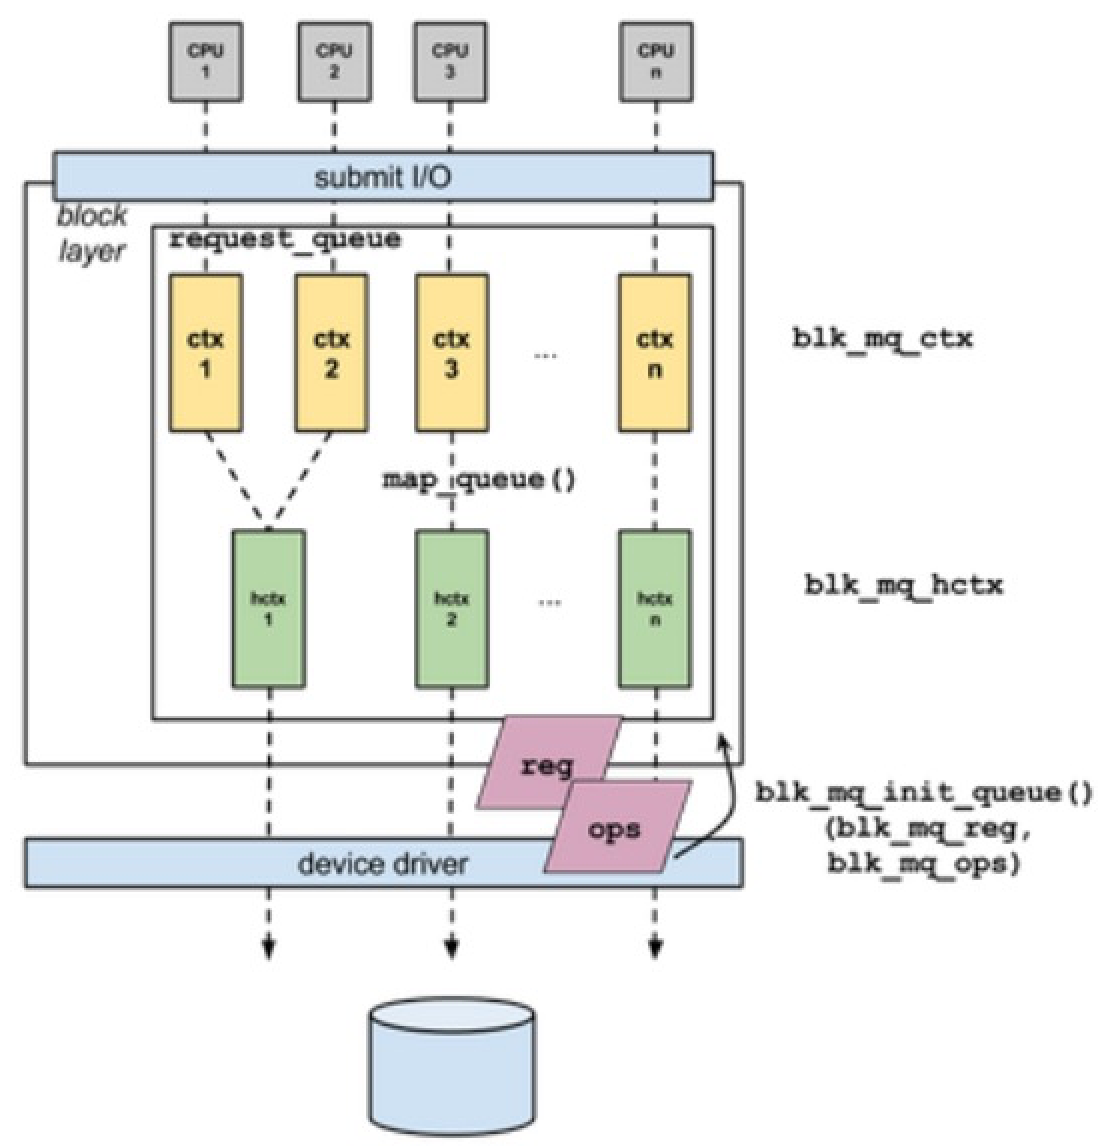 CPU
1
CPU
2
CPU
3
CPU
n
submit I/O
block
layer
request_queue
ctx
1
ctx
2
ctx
3
...
ctx
n
blk_mq_ctx
map_queue()
hctx
1
hctx
2
...
hctx
n
blk_mq_hctx
reg
ops
blk_mq_init_queue()
(blk_mq_reg,
blk_mq_ops)
device driver